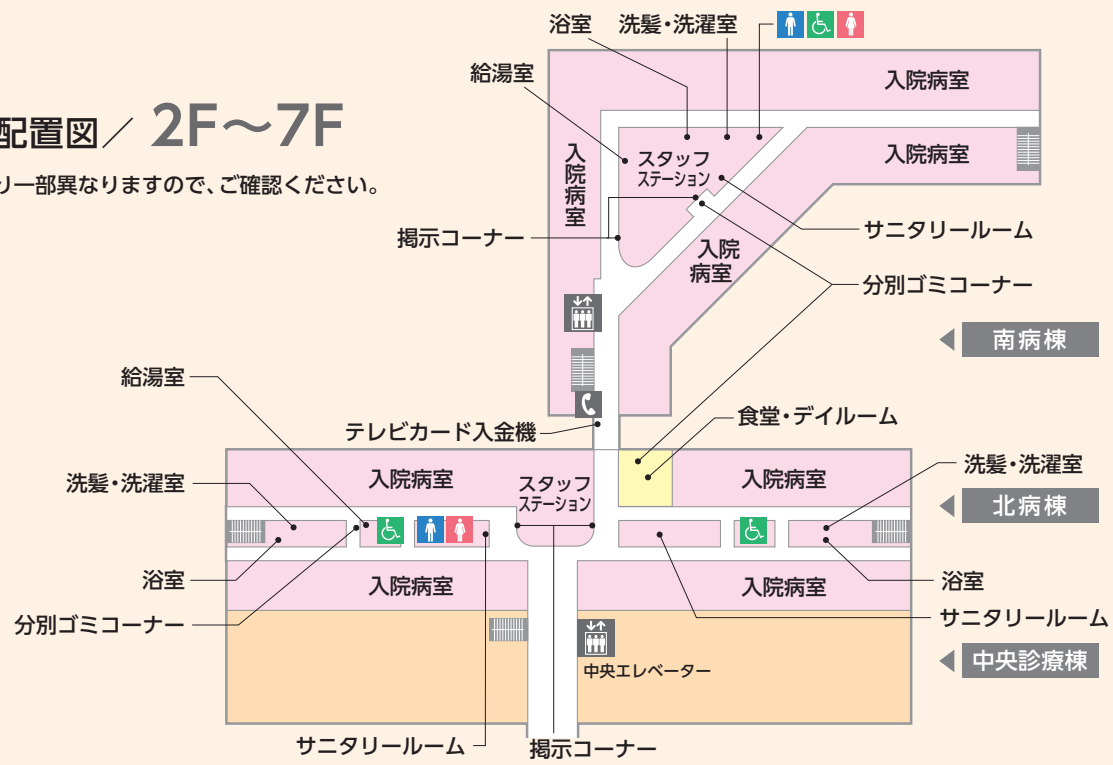 浴室
洗髪・洗濯室
給湯室
入院病室
配置図／ 2F〜7F
入院病室
入院病室
スタッフ
ステーション
り一部異なりますので、ご確認ください。
掲示コーナー
サニタリールーム
入院
病室
分別ゴミコーナー
南病棟
給湯室
食堂・デイルーム
テレビカード入金機
洗髪・洗濯室
入院病室
スタッフ
ステーション
入院病室
洗髪・洗濯室
北病棟
浴室
入院病室
入院病室
浴室
分別ゴミコーナー
サニタリールーム
中央エレベーター
中央診療棟
サニタリールーム
掲示コーナー